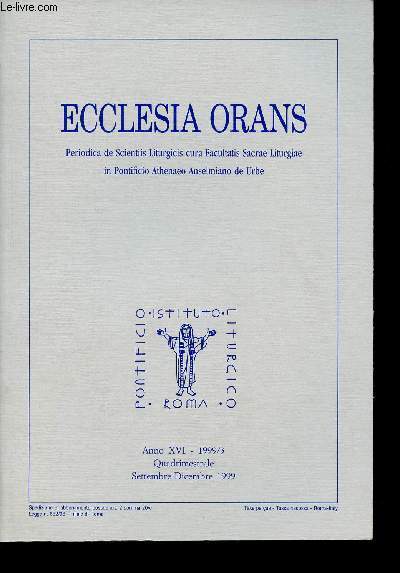 Le-livre.com
ECCLESIA ORANS
Periodica de Scientiis Liturgicis cura Facultatis Sacrae Liturgiae
in Pontificio Athenaeo Anselmiano de Urbe
PONTIFICIO · ISTITUTO · LITURGICO
· ROMA ·
Anno XVI - 1999/3
Quadrimestrale
Settembre-Dicembre 1999